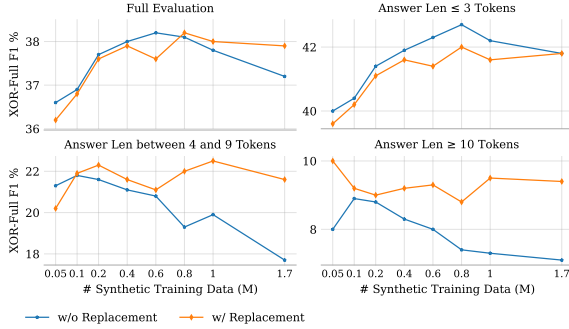 Full Evaluation
Answer Len ≤ 3 Tokens
XOR-Full F1 %
38
37
36
42
40
Answer Len between 4 and 9 Tokens
Answer Len ≥ 10 Tokens
XOR-Full F1 %
22
20
18
10
8
0.05 0.1 0.2 0.4 0.6 0.8 1 1.7
0.05 0.1 0.2 0.4 0.6 0.8 1 1.7
# Synthetic Training Data (M)
# Synthetic Training Data (M)
w/o Replacement
w/ Replacement